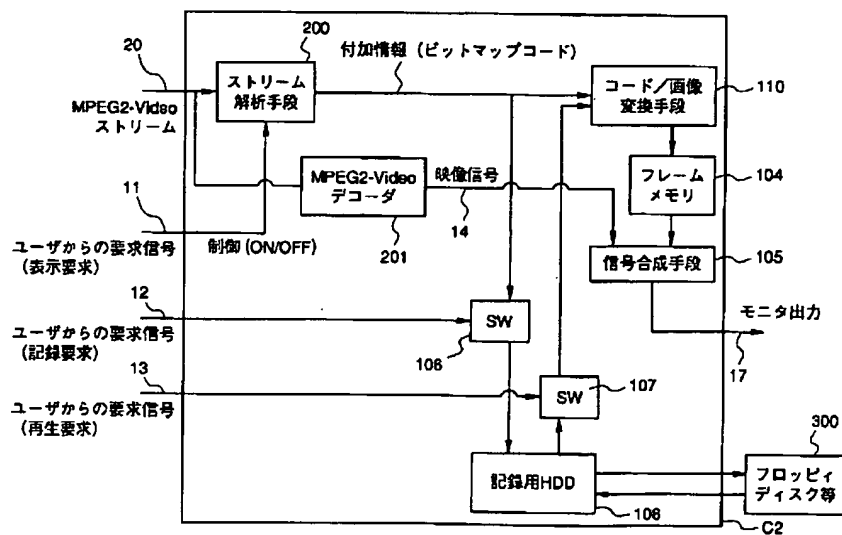 20
MPEG2-Video
ストリーム
200
ストリーム
解析手段
付加情報 (ビットマップコード)
コード／画像
変換手段
110
フレーム
メモリ
104
MPEG2-Video
デコーダ
201
映像信号
14
11
ユーザからの要求信号
(表示要求)
制御 (ON/OFF)
信号合成手段
105
モニタ出力
17
12
ユーザからの要求信号
(記録要求)
SW
106
13
ユーザからの要求信号
(再生要求)
SW
107
記録用HDD
106
300
フロッピィ
ディスク等
C2